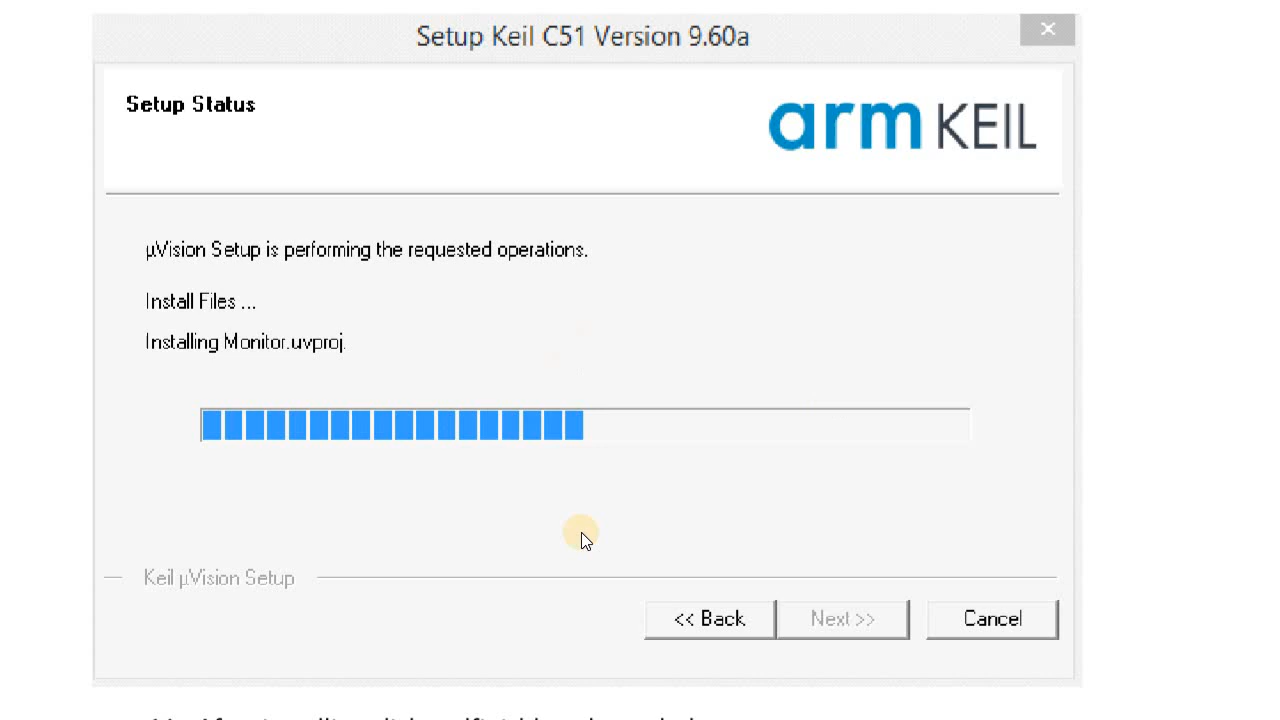 Setup Keil C51 Version 9.60a
Setup Status
arm KEIL
µVision Setup is performing the requested operations.
Install Files ...
Installing Monitor.uvproj.
Keil µVision Setup
<< Back
Next >>
Cancel